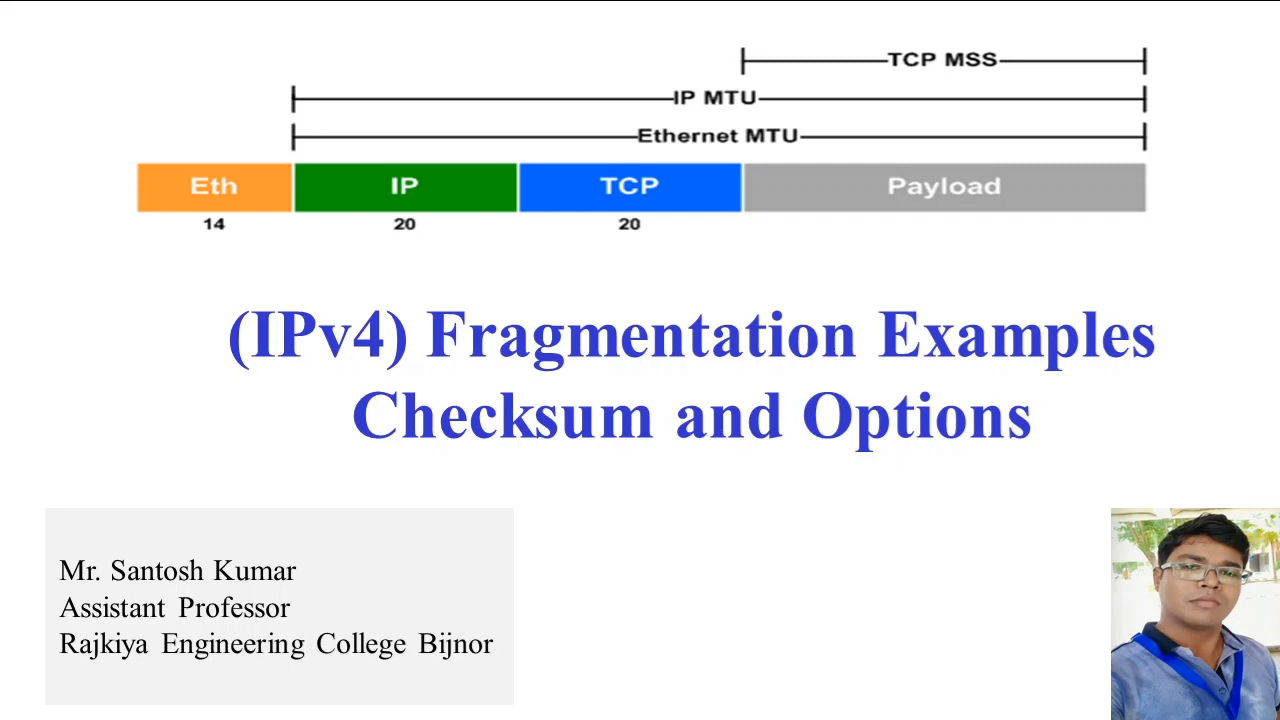 TCP MSS
IP MTU
Ethernet MTU
Eth IP TCP Payload
14 20 20
(IPv4) Fragmentation Examples
Checksum and Options
Mr. Santosh Kumar
Assistant Professor
Rajkiya Engineering College Bijnor